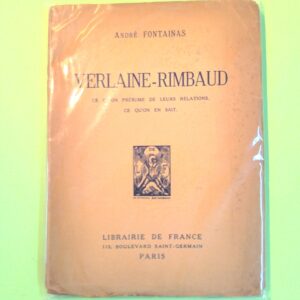 ANDRÉ FONTAINAS
VERLAINE-RIMBAUD
CE QU'ON PRÉSUME DE LEURS RELATIONS.
CE QU'ON EN SAIT.
LIBRAIRIE DE FRANCE
BOULEVARD SAINT-GERMAIN
PARIS